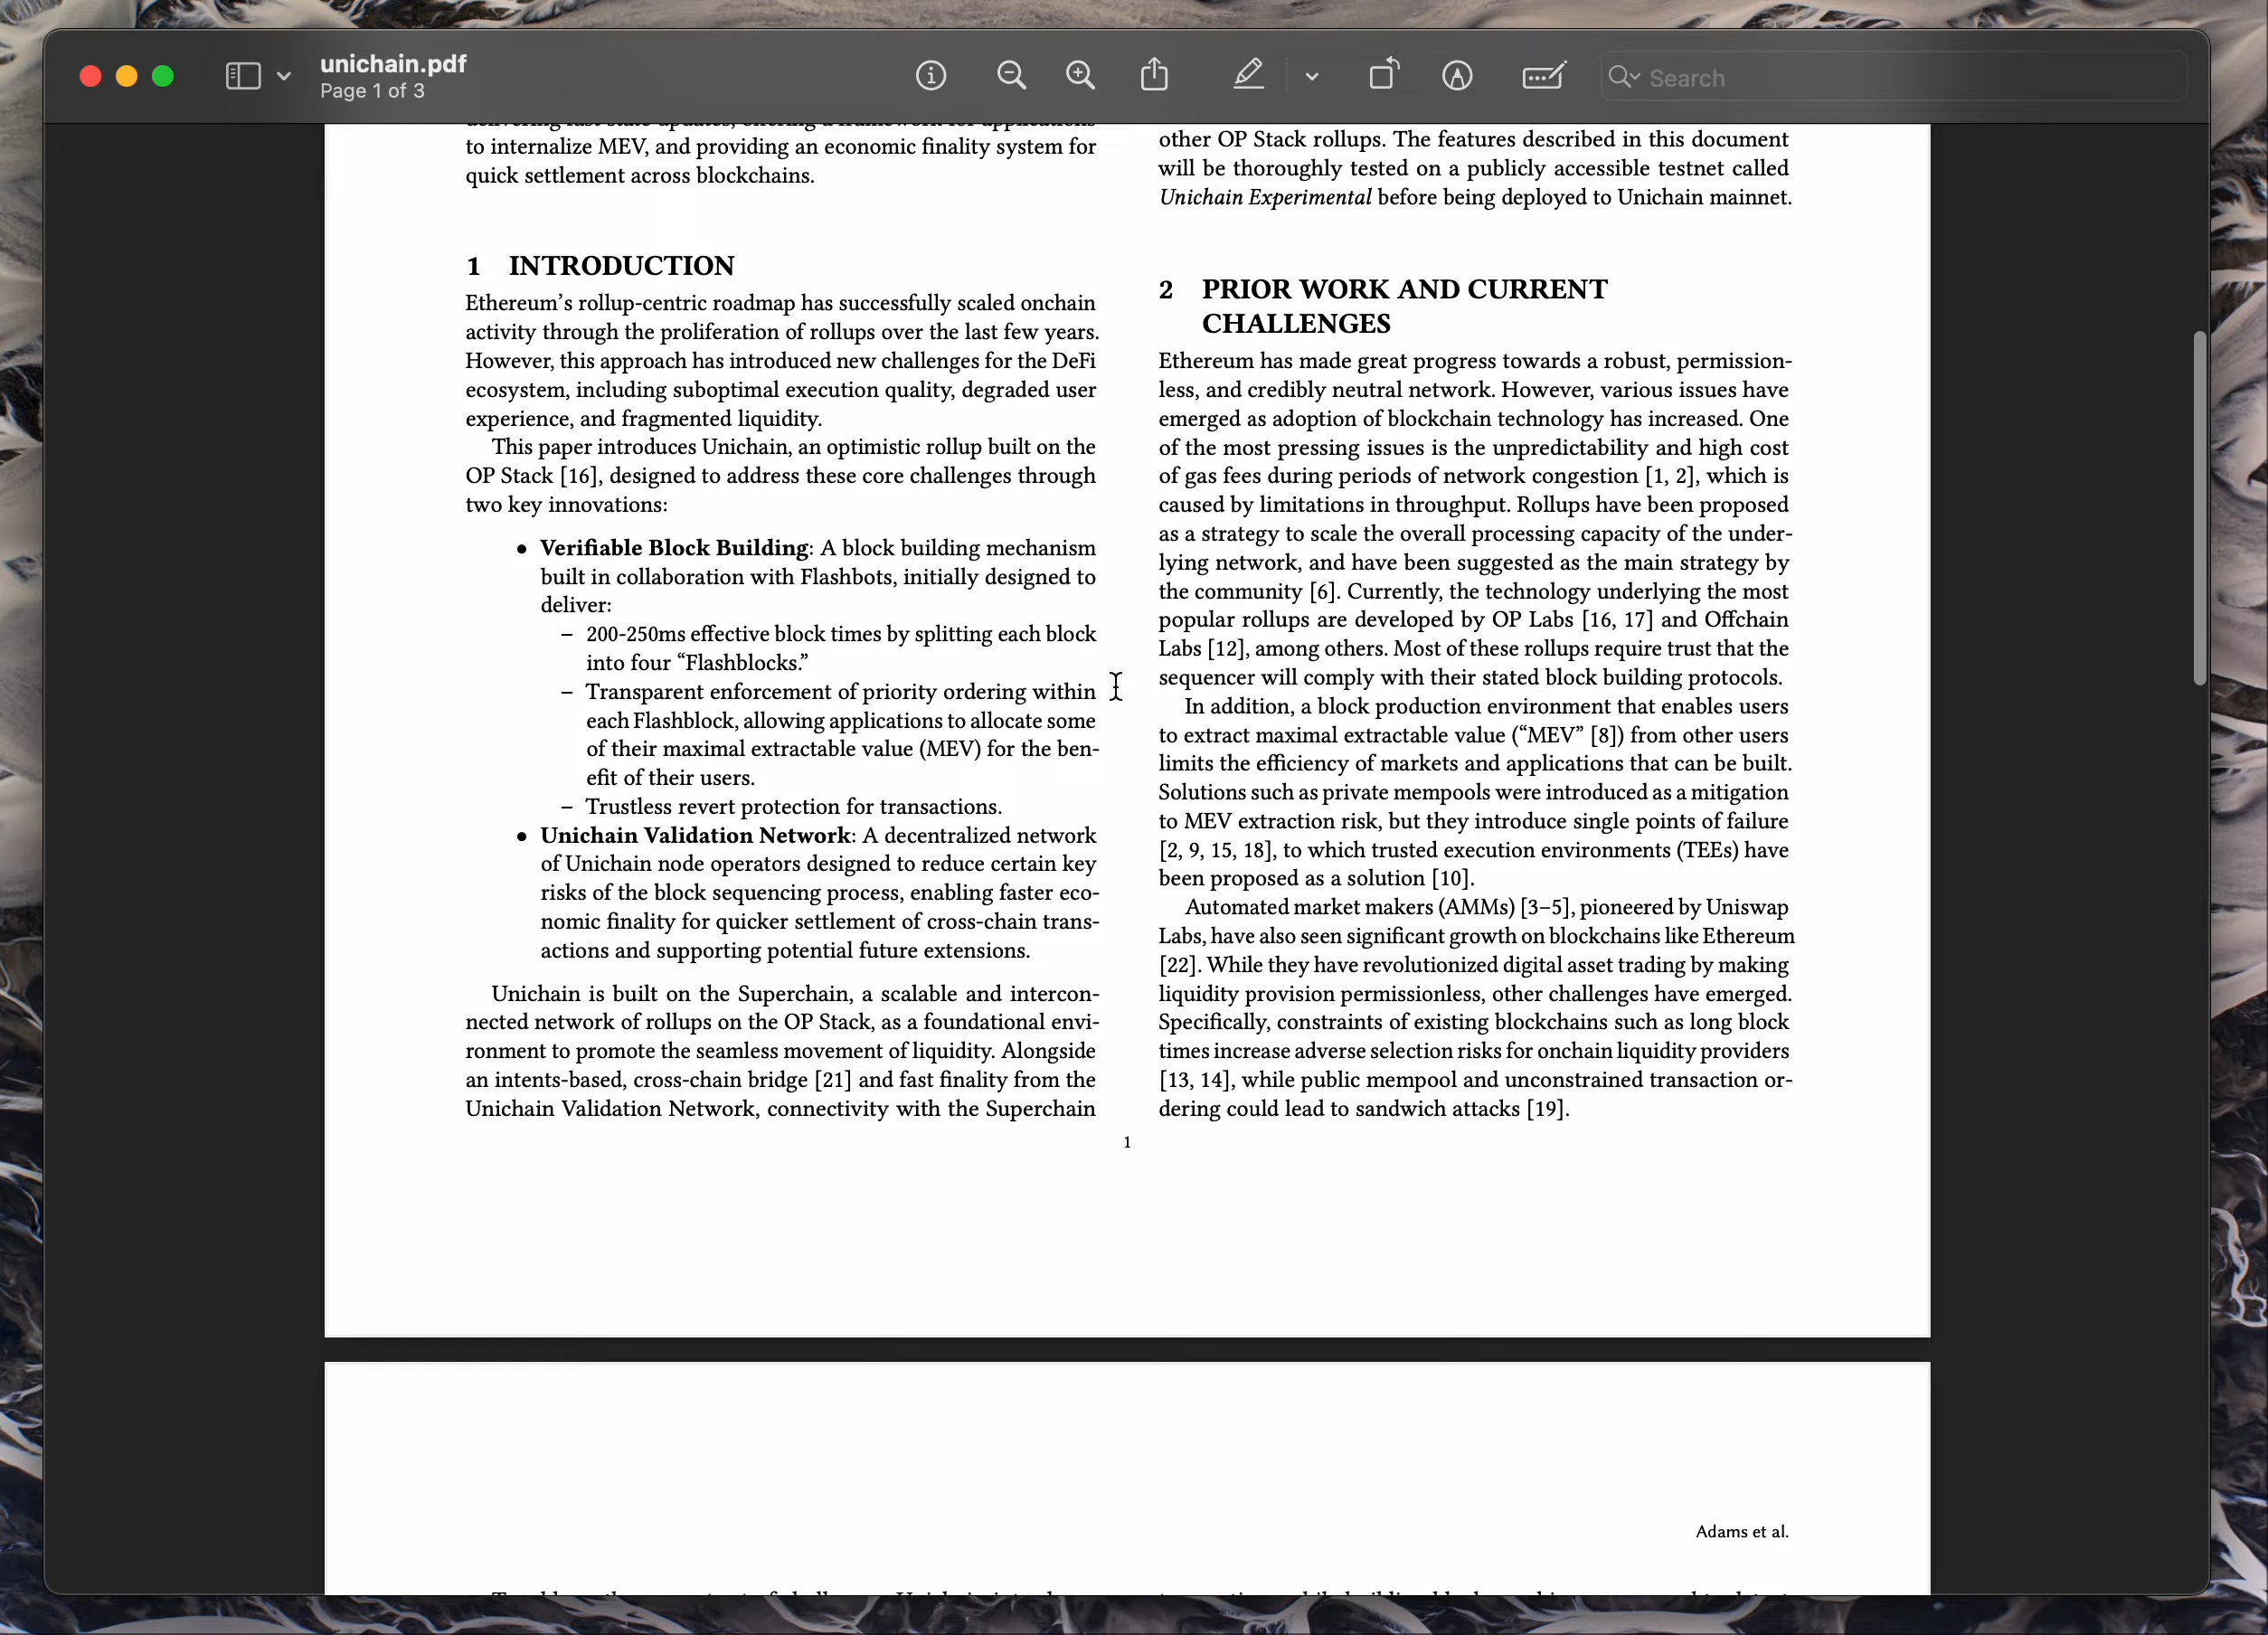 unichain.pdf
Page 1 of 3
Search
delivering fast state updates, offering a framework for applications
to internalize MEV, and providing an economic finality system for
quick settlement across blockchains.
1 INTRODUCTION
Ethereum’s rollup-centric roadmap has successfully scaled onchain
activity through the proliferation of rollups over the last few years.
However, this approach has introduced new challenges for the DeFi
ecosystem, including suboptimal execution quality, degraded user
experience, and fragmented liquidity.
This paper introduces Unichain, an optimistic rollup built on the
OP Stack [16], designed to address these core challenges through
two key innovations:
• Verifiable Block Building: A block building mechanism
built in collaboration with Flashbots, initially designed to
deliver:
– 200-250ms effective block times by splitting each block
into four “Flashblocks.”
– Transparent enforcement of priority ordering within
each Flashblock, allowing applications to allocate some
of their maximal extractable value (MEV) for the ben-
efit of their users.
– Trustless revert protection for transactions.
• Unichain Validation Network: A decentralized network
of Unichain node operators designed to reduce certain key
risks of the block sequencing process, enabling faster eco-
nomic finality for quicker settlement of cross-chain trans-
actions and supporting potential future extensions.
Unichain is built on the Superchain, a scalable and intercon-
nected network of rollups on the OP Stack, as a foundational envi-
ronment to promote the seamless movement of liquidity. Alongside
an intents-based, cross-chain bridge [21] and fast finality from the
Unichain Validation Network, connectivity with the Superchain
other OP Stack rollups. The features described in this document
will be thoroughly tested on a publicly accessible testnet called
Unichain Experimental before being deployed to Unichain mainnet.
2 PRIOR WORK AND CURRENT
CHALLENGES
Ethereum has made great progress towards a robust, permission-
less, and credibly neutral network. However, various issues have
emerged as adoption of blockchain technology has increased. One
of the most pressing issues is the unpredictability and high cost
of gas fees during periods of network congestion [1, 2], which is
caused by limitations in throughput. Rollups have been proposed
as a strategy to scale the overall processing capacity of the under-
lying network, and have been suggested as the main strategy by
the community [6]. Currently, the technology underlying the most
popular rollups are developed by OP Labs [16, 17] and Offchain
Labs [12], among others. Most of these rollups require trust that the
sequencer will comply with their stated block building protocols.
In addition, a block production environment that enables users
to extract maximal extractable value (“MEV” [8]) from other users
limits the efficiency of markets and applications that can be built.
Solutions such as private mempools were introduced as a mitigation
to MEV extraction risk, but they introduce single points of failure
[2, 9, 15, 18], to which trusted execution environments (TEEs) have
been proposed as a solution [10].
Automated market makers (AMMs) [3–5], pioneered by Uniswap
Labs, have also seen significant growth on blockchains like Ethereum
[22]. While they have revolutionized digital asset trading by making
liquidity provision permissionless, other challenges have emerged.
Specifically, constraints of existing blockchains such as long block
times increase adverse selection risks for onchain liquidity providers
[13, 14], while public mempool and unconstrained transaction or-
dering could lead to sandwich attacks [19].
1
Adams et al.